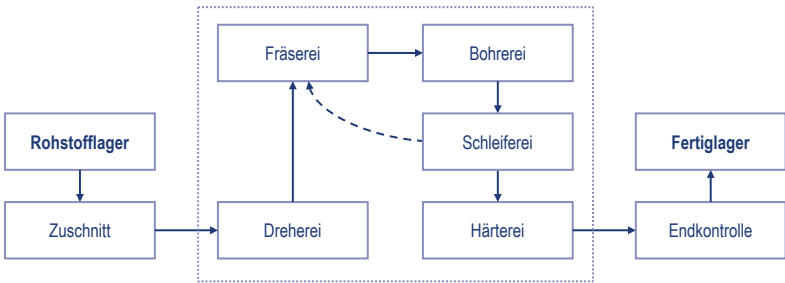 Fräserei
Bohrerei
Rohstofflager
Schleiferei
Fertiglager
Zuschnitt
Dreherei
Härterei
Endkontrolle